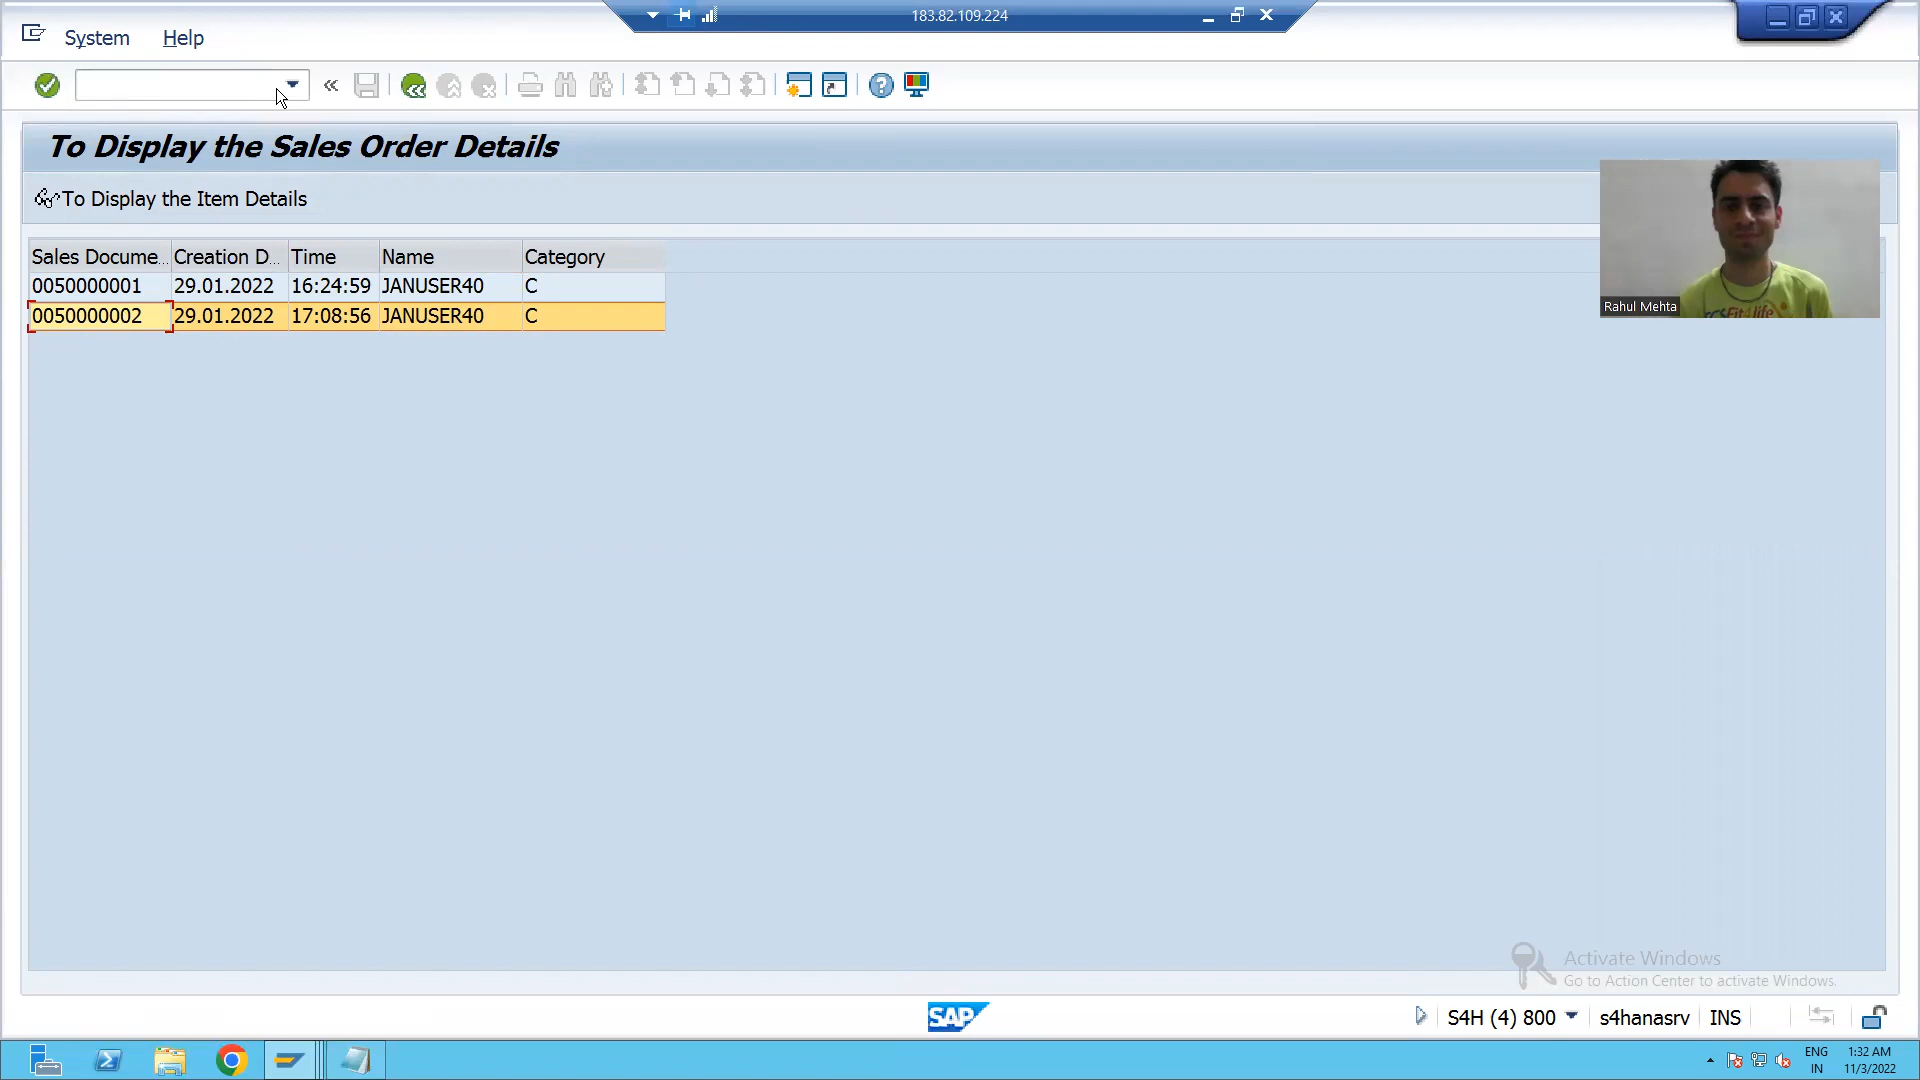 183.82.109.224
System Help
To Display the Sales Order Details
To Display the Item Details
Sales Docume... Creation D... Time Name Category
0050000001 29.01.2022 16:24:59 JANUSER40 C
0050000002 29.01.2022 17:08:56 JANUSER40 C
Rahul Mehta
Activate Windows
Go to Action Center to activate Windows.
SAP
S4H (4) 800 s4hanasrv INS
ENG 1:32 AM
IN 11/3/2022